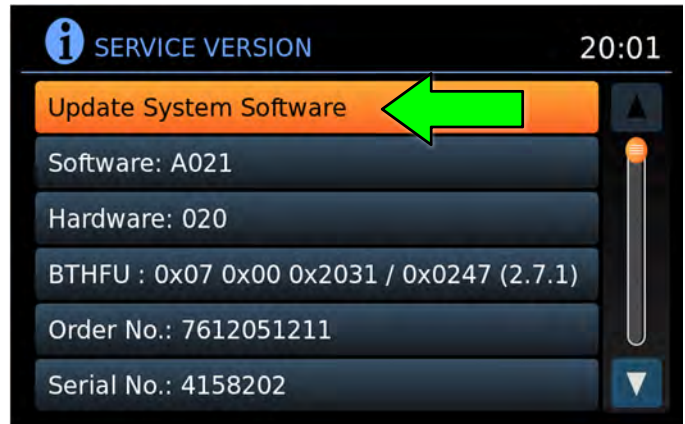 SERVICE VERSION 20:01
Update System Software
Software: A021
Hardware: 020
BTHFU : 0x07 0x00 0x2031 / 0x0247 (2.7.1)
Order No.: 7612051211
Serial No.: 4158202